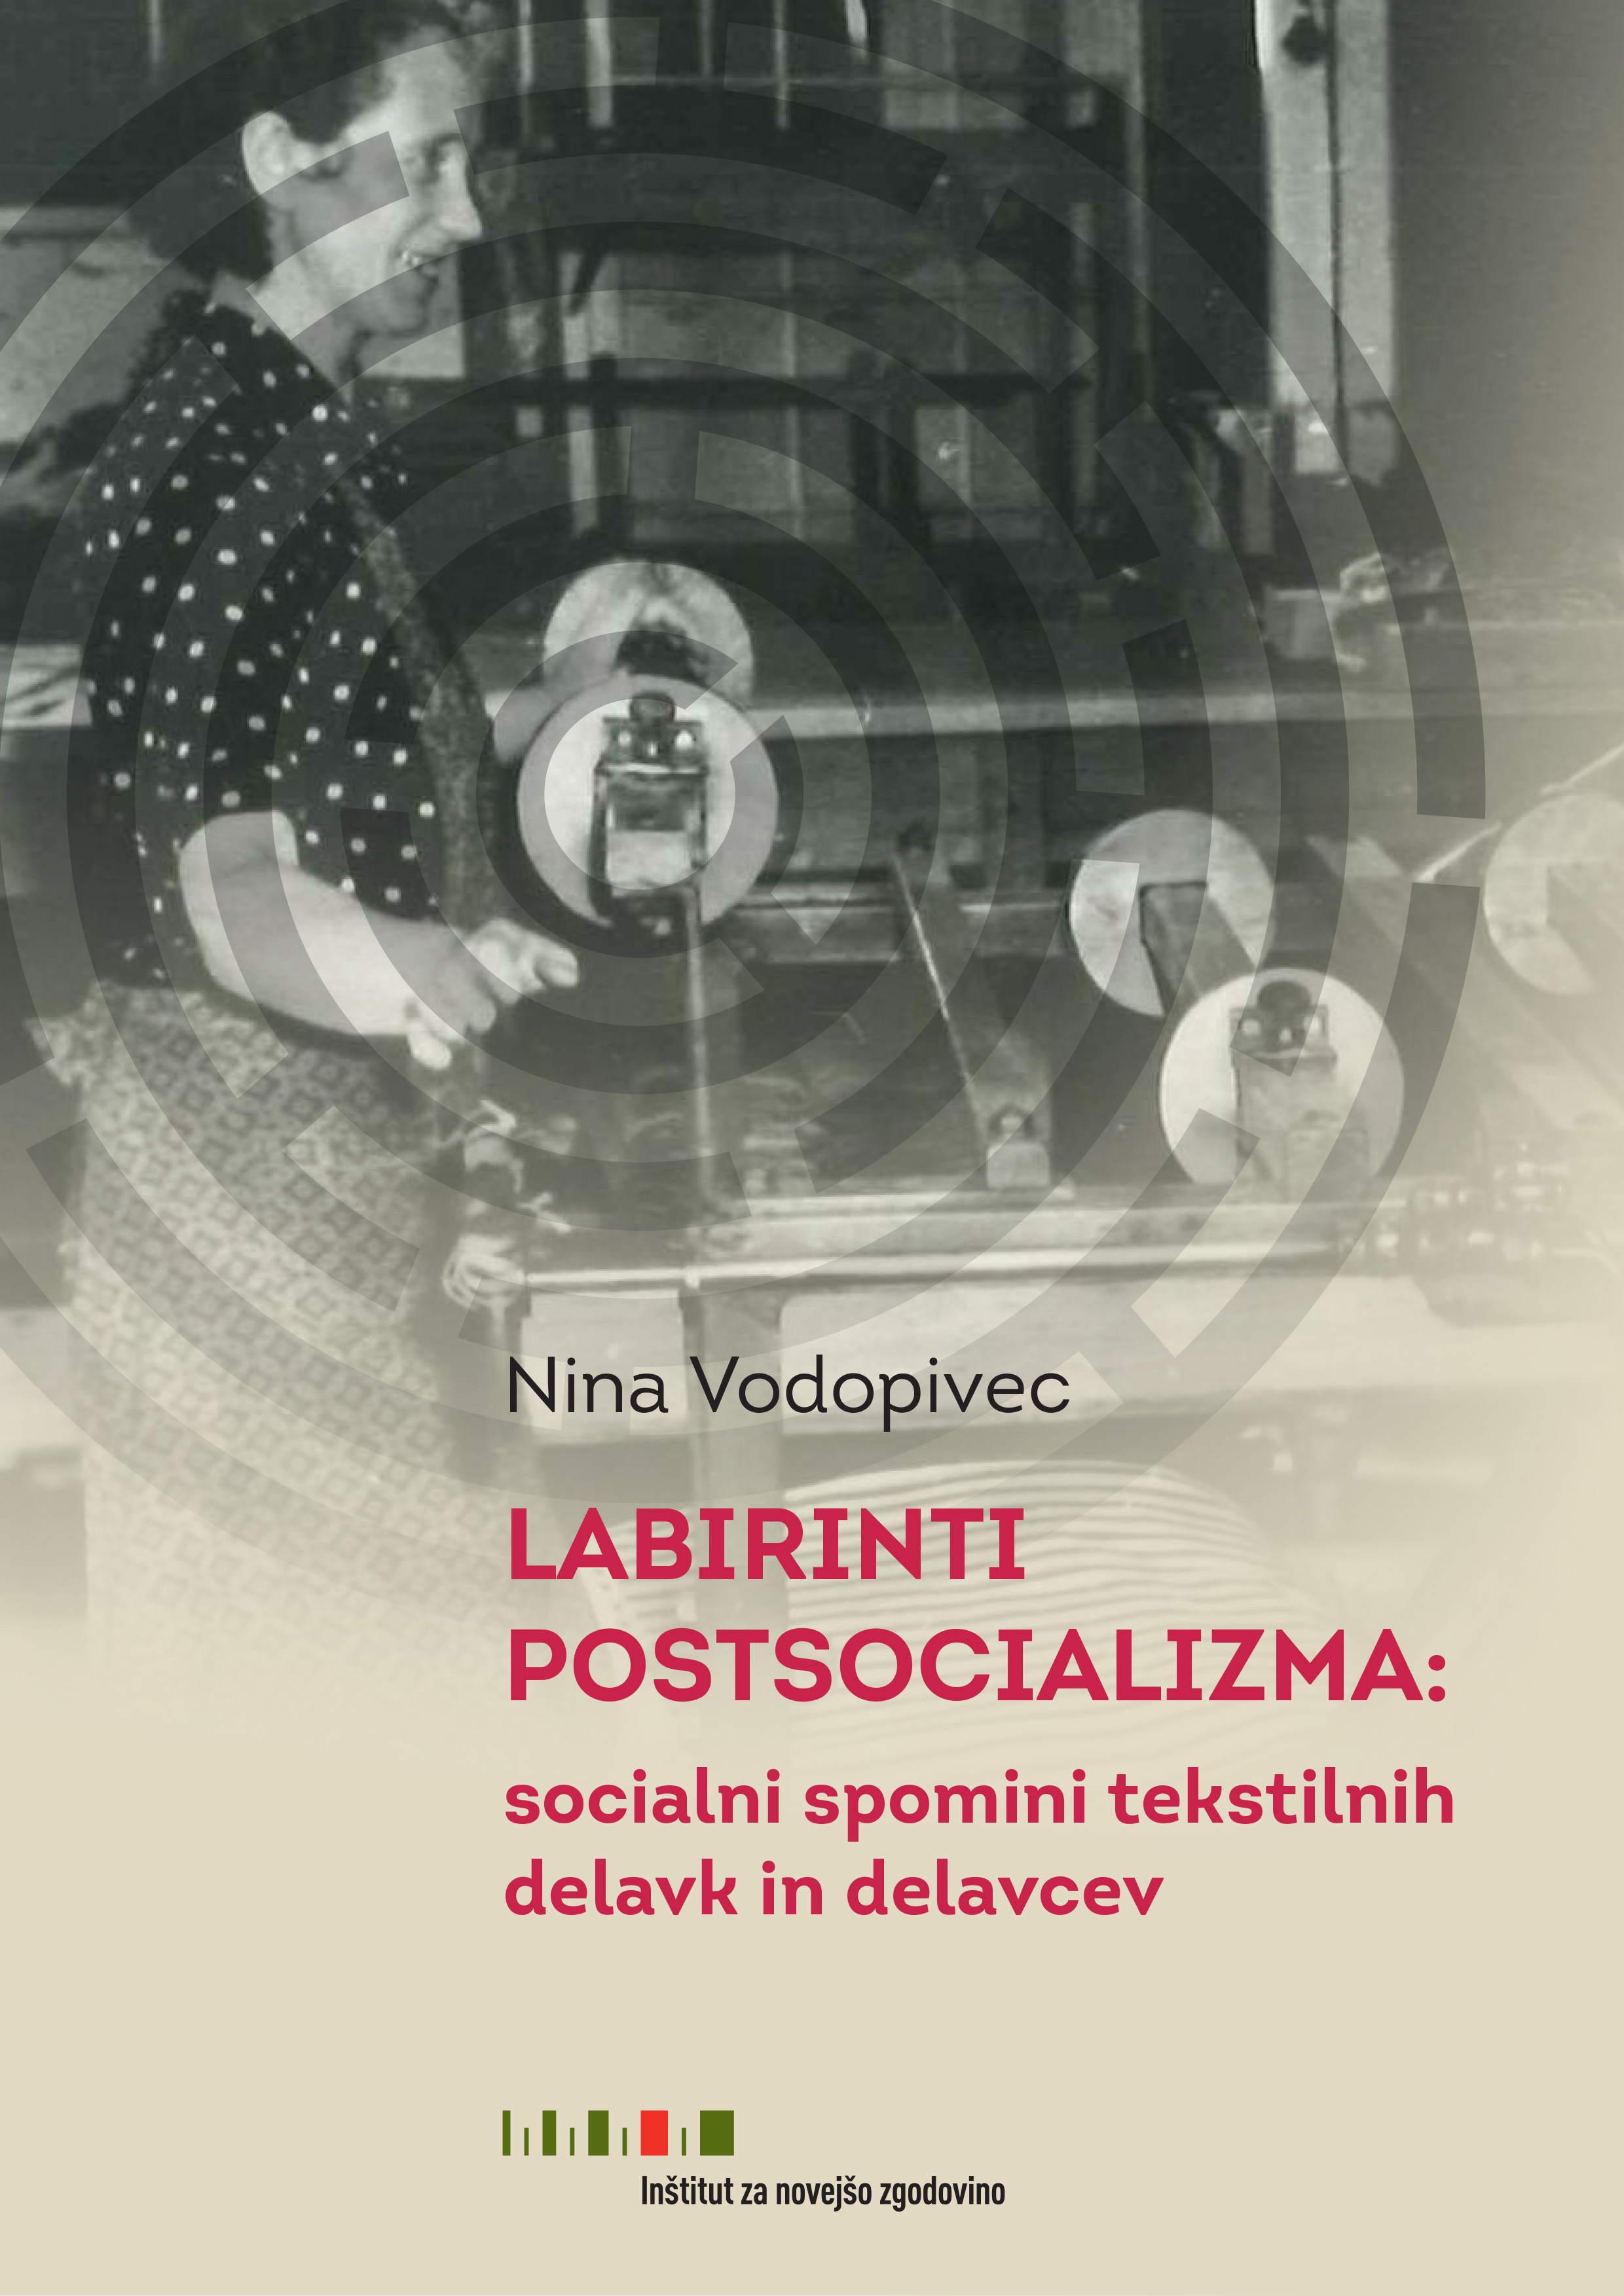 Nina Vodopivec
LABIRINTI
POSTSOCIALIZMA:
socialni spomini tekstilnih
delavk in delavcev
Inštitut za novejšo zgodovino